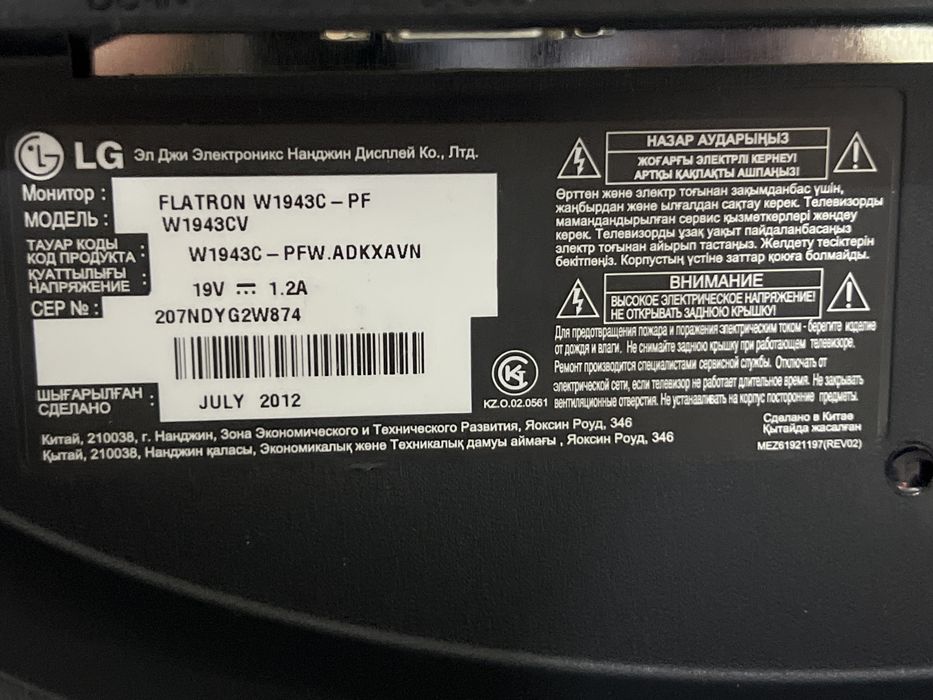 LG Эл Джи Электроникс Нанджин Дисплей Ко., Лтд.
Монитор : FLATRON W1943C-PF
МОДЕЛЬ : W1943CV
ТАУАР КОДЫ
КОД ПРОДУКТА : W1943C-PFW.ADKXAVN
ҚУАТТЫЛЫҒЫ
НАПРЯЖЕНИЕ : 19V 1.2A
СЕР № : 207NDYG2W874
ШЫҒАРЫЛҒАН
СДЕЛАНО : JULY 2012
KZ.O.02.0561
НАЗАР АУДАРЫҢЫЗ
ЖОҒАРҒЫ ЭЛЕКТРЛІ КЕРНЕУ!
АРТҚЫ ҚАҚПАҚТЫ АШПАҢЫЗ!
Өрттен және электр тоғынан зақымданбас үшін,
жаңбырдан және ылғалдан сақтау керек. Телевизорды
мамандандырылған сервис қызметкерлері жөндеу
керек. Телевизорды ұзақ уақыт пайдаланбасаңыз
электр тоғынан айырып тастаңыз. Желдету тесіктерін
бөкітпеңіз. Корпустың үстіне заттар қоюға болмайды.
ВНИМАНИЕ
ВЫСОКОЕ ЭЛЕКТРИЧЕСКОЕ НАПРЯЖЕНИЕ!
НЕ ОТКРЫВАТЬ ЗАДНЮЮ КРЫШКУ!
Для предотвращения пожара и поражения электрическим током - берегите изделие
от дождя и влаги. Не снимайте заднюю крышку при работающем телевизоре.
Ремонт производится специалистами сервисной службы. Отключать от
электрической сети, если телевизор не работает длительное время. Не закрывать
вентиляционные отверстия. Не устанавливать на корпус посторонние предметы.
Сделано в Китае
Қытайда жасалған
MEZ61921197(REV02)
Китай, 210038, г. Нанджин, Зона Экономического и Технического Развития, Яоксин Роуд, 346
Қытай, 210038, Нанджин қаласы, Экономикалық және Техникалық дамуы аймағы , Яоксин Роуд, 346